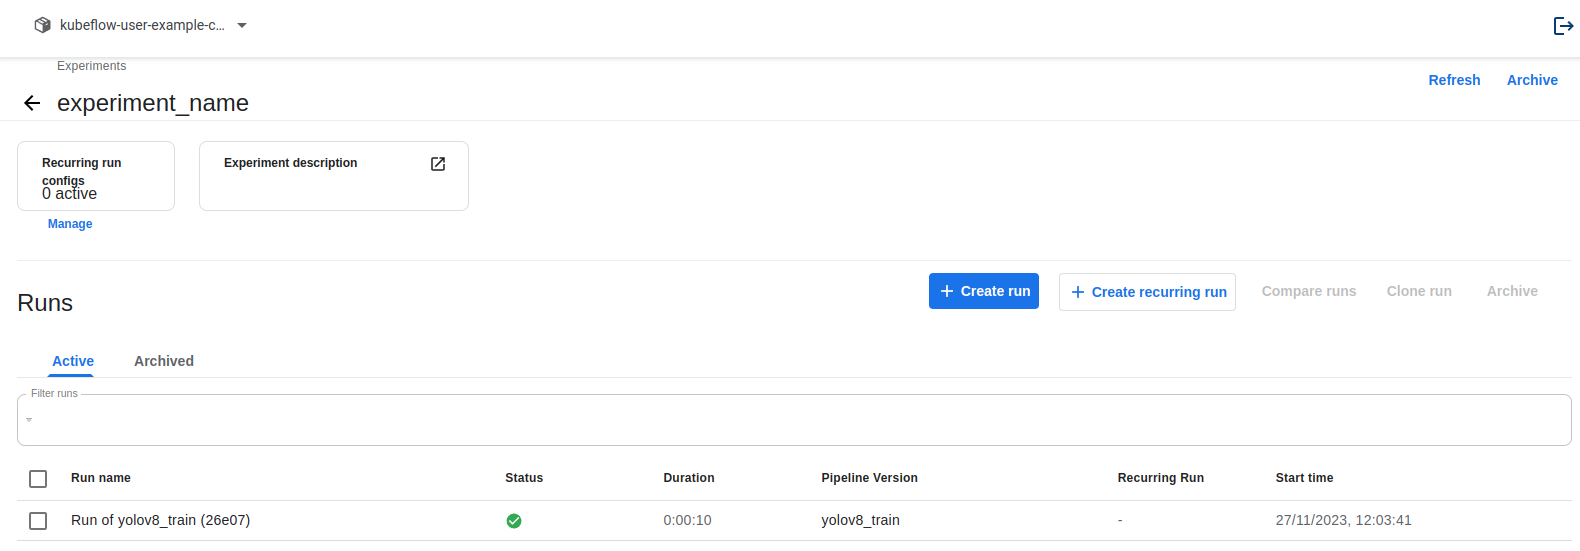 kubeflow-user-example-c...
Experiments
Refresh
Archive
experiment_name
Recurring run
configs
0 active
Experiment description
Manage
Runs
Create run
Create recurring run
Compare runs
Clone run
Archive
Active
Archived
Filter runs
Run name
Status
Duration
Pipeline Version
Recurring Run
Start time
Run of yolov8_train (26e07)
0:00:10
yolov8_train
-
27/11/2023, 12:03:41